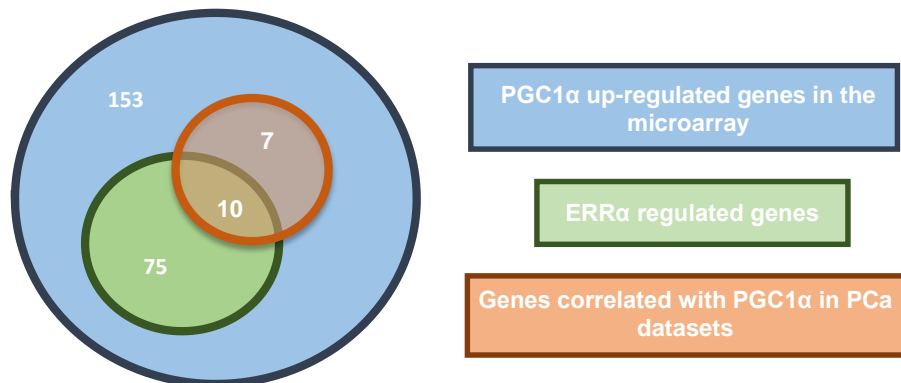 153
7
10
75
PGC1α up-regulated genes in the
microarray
ERRα regulated genes
Genes correlated with PGC1α in PCa
datasets